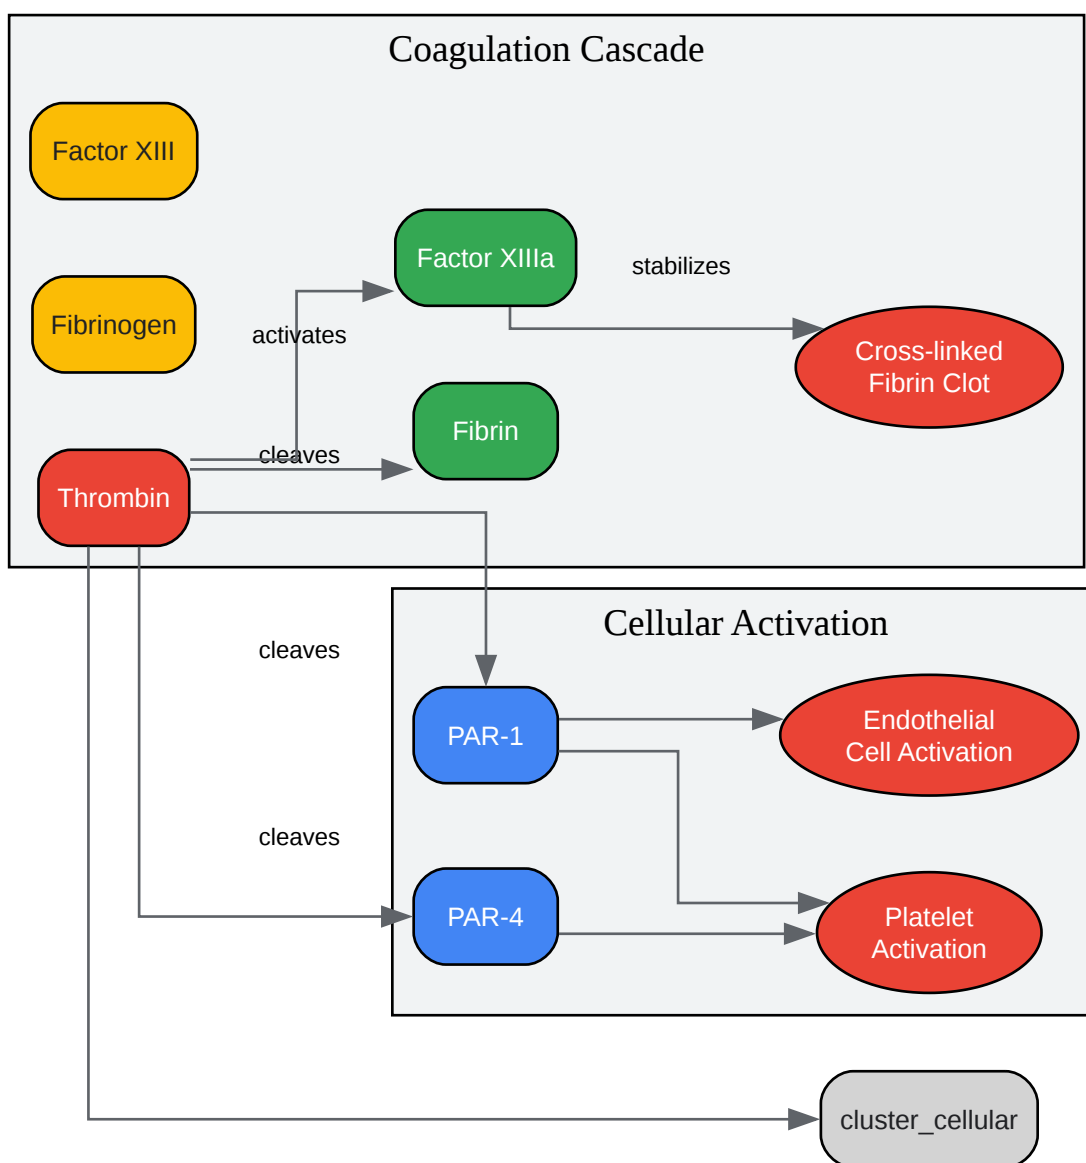 Coagulation Cascade
Factor XIII
Factor XIIIa
stabilizes
Fibrinogen
activates
Cross-linked
Fibrin Clot
Fibrin
cleaves
Thrombin
Cellular Activation
cleaves
PAR-1
Endothelial
Cell Activation
cleaves
PAR-4
Platelet
Activation
cluster_cellular